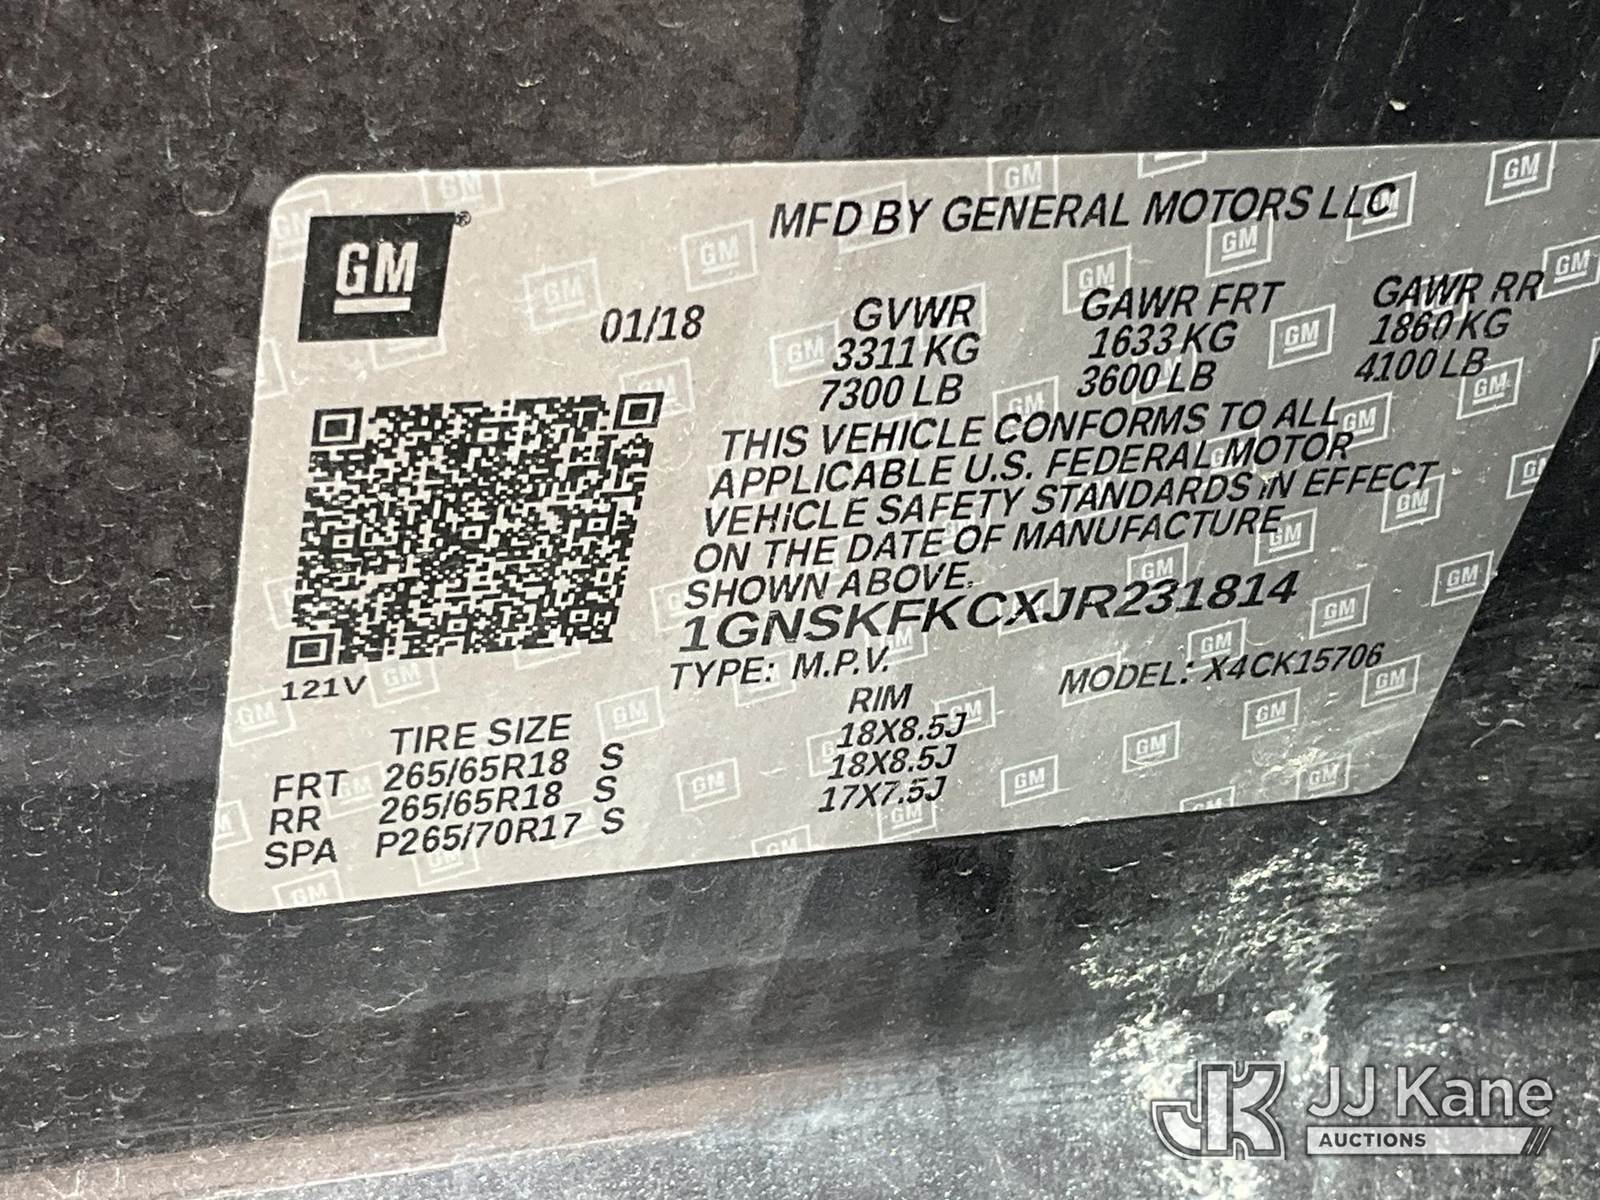 GM®
MFD BY GENERAL MOTORS LLC
01/18
GVWR GAWR FRT GAWR RR
3311 KG 1633 KG 1860 KG
7300 LB 3600 LB 4100 LB
THIS VEHICLE CONFORMS TO ALL
APPLICABLE U.S. FEDERAL MOTOR
VEHICLE SAFETY STANDARDS IN EFFECT
ON THE DATE OF MANUFACTURE
SHOWN ABOVE.
1GNSKFKCXJR231814
TYPE: M.P.V. MODEL: X4CK15706
121V
TIRE SIZE RIM
FRT 265/65R18 S 18X8.5J
RR 265/65R18 S 18X8.5J
SPA P265/70R17 S 17X7.5J
JK JJ Kane
AUCTIONS